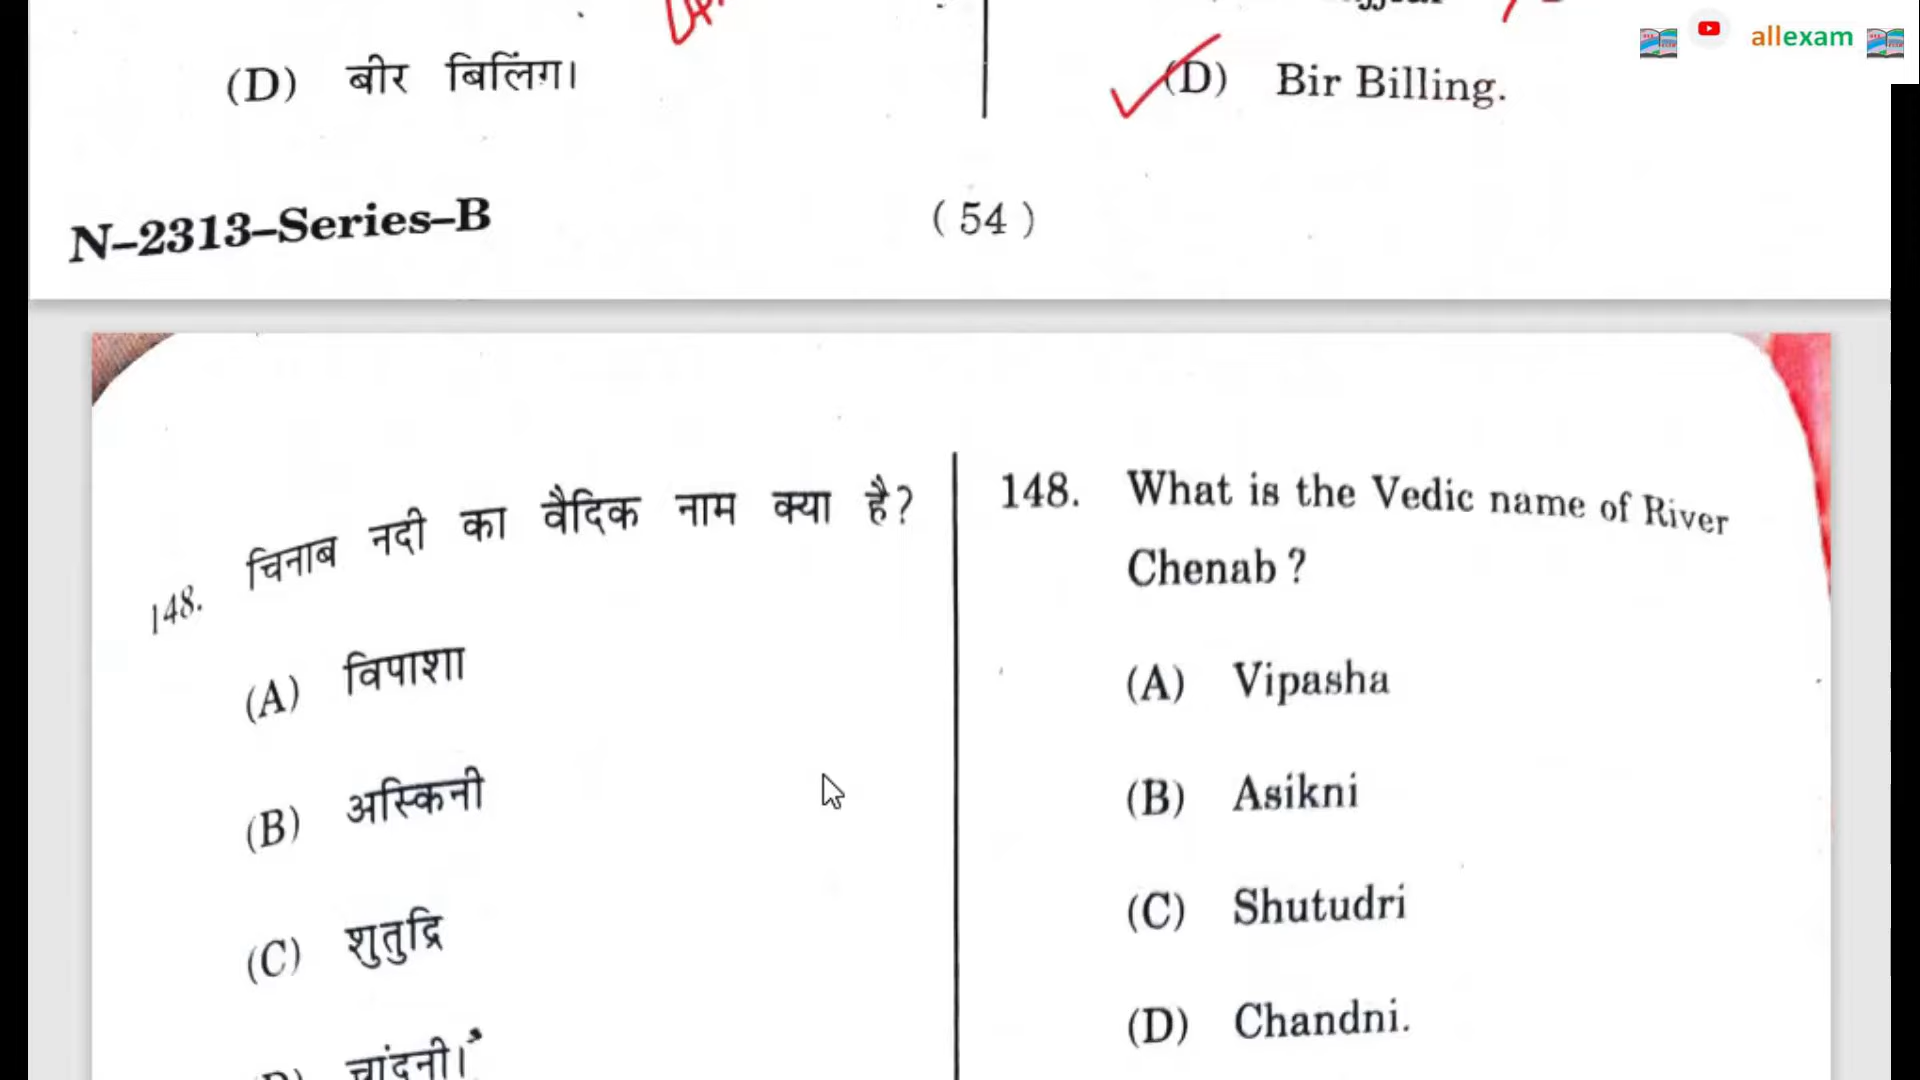 allexam
(D) बीर बिलिंग।
(D) Bir Billing.
N–2313–Series–B
( 54 )
148. चिनाब नदी का वैदिक नाम क्या है?
(A) विपाशा
(B) अस्किनी
(C) शुतुद्रि
(D) चांदनी।
148. What is the Vedic name of River
Chenab ?
(A) Vipasha
(B) Asikni
(C) Shutudri
(D) Chandni.